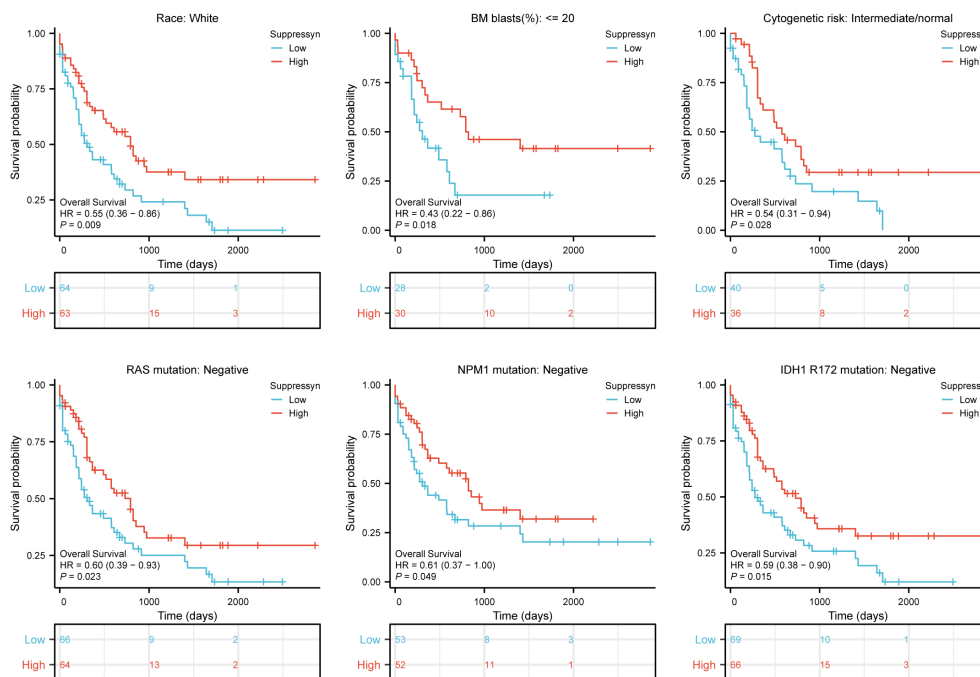 Race: White
Suppressyn
Low
High
Survival probability
1.00
0.75
0.50
0.25
Overall Survival
HR = 0.55 (0.36 − 0.86)
P = 0.009
0 1000 2000
Time (days)
Low 64 9 1
High 63 15 3
BM blasts(%): <= 20
Suppressyn
Low
High
Survival probability
1.00
0.75
0.50
0.25
0.00
Overall Survival
HR = 0.43 (0.22 − 0.86)
P = 0.018
0 1000 2000
Time (days)
Low 28 2 0
High 30 10 2
Cytogenetic risk: Intermediate/normal
Suppress
Low
High
Survival probability
1.00
0.75
0.50
0.25
0.00
Overall Survival
HR = 0.54 (0.31 − 0.94)
P = 0.028
0 1000 2000
Time (days)
Low 40 5 0
High 36 8 2
RAS mutation: Negative
Suppressyn
Low
High
Survival probability
1.00
0.75
0.50
0.25
Overall Survival
HR = 0.60 (0.39 − 0.93)
P = 0.023
0 1000 2000
Time (days)
Low 66 9 2
High 64 13 2
NPM1 mutation: Negative
Suppressyn
Low
High
Survival probability
1.00
0.75
0.50
0.25
0.00
Overall Survival
HR = 0.61 (0.37 − 1.00)
P = 0.049
0 1000 2000
Time (days)
Low 53 8 3
High 52 11 1
IDH1 R172 mutation: Negative
Suppress
Low
High
Survival probability
1.00
0.75
0.50
0.25
Overall Survival
HR = 0.59 (0.38 − 0.90)
P = 0.015
0 1000 2000
Time (days)
Low 69 10 1
High 66 15 3